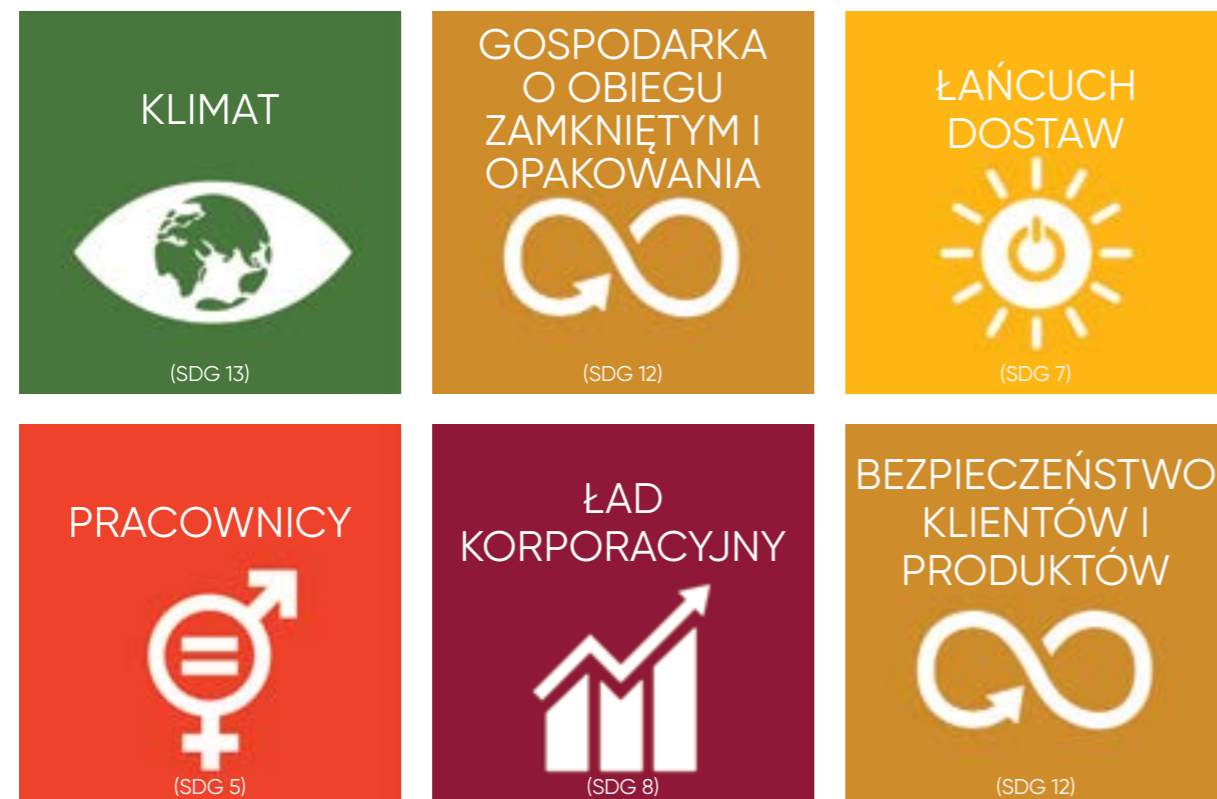 KLIMAT
(SDG 13)
GOSPODARKA
O OBIEGU
ZAMKNIĘTYM I
OPAKOWANIA
(SDG 12)
ŁAŃCUCH
DOSTAW
(SDG 7)
PRACOWNICY
(SDG 5)
ŁAD
KORPORACYJNY
(SDG 8)
BEZPIECZEŃSTWO
KLIENTÓW I
PRODUKTÓW
(SDG 12)